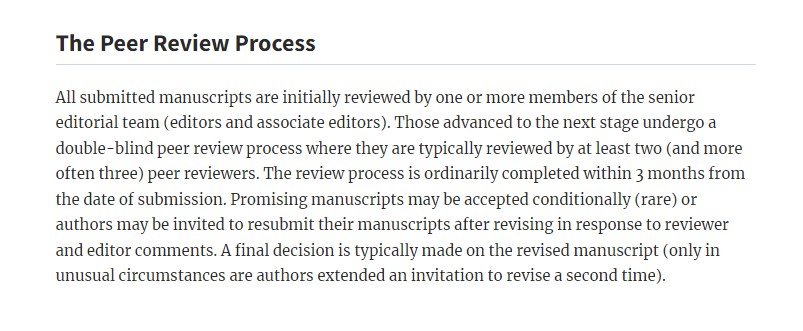 The Peer Review Process
All submitted manuscripts are initially reviewed by one or more members of the senior
editorial team (editors and associate editors). Those advanced to the next stage undergo a
double-blind peer review process where they are typically reviewed by at least two (and more
often three) peer reviewers. The review process is ordinarily completed within 3 months from
the date of submission. Promising manuscripts may be accepted conditionally (rare) or
authors may be invited to resubmit their manuscripts after revising in response to reviewer
and editor comments. A final decision is typically made on the revised manuscript (only in
unusual circumstances are authors extended an invitation to revise a second time).